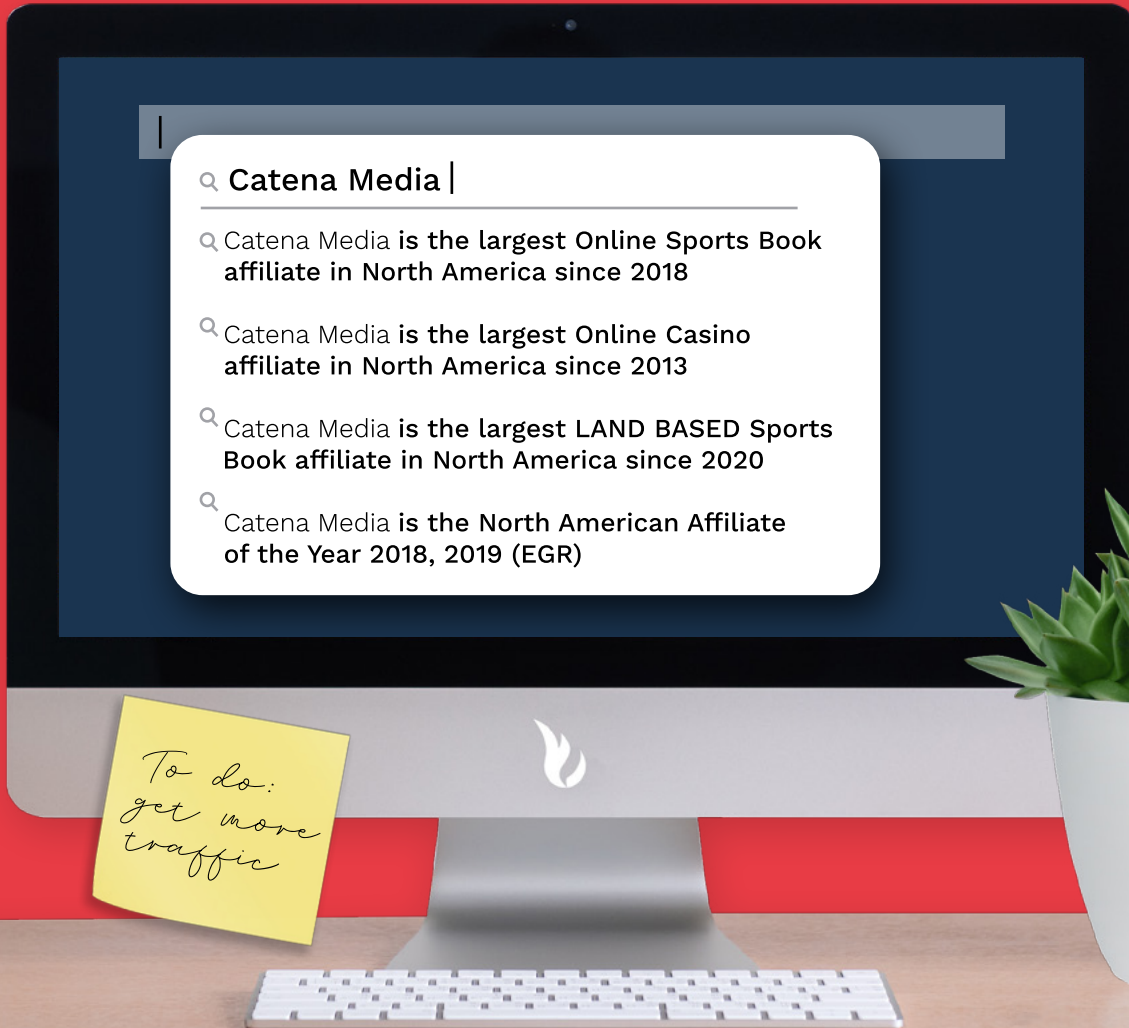 Catena Media
Catena Media is the largest Online Sports Book
affiliate in North America since 2018
Catena Media is the largest Online Casino
affiliate in North America since 2013
Catena Media is the largest LAND BASED Sports
Book affiliate in North America since 2020
Catena Media is the North American Affiliate
of the Year 2018, 2019 (EGR)
To do:
get more
traffic